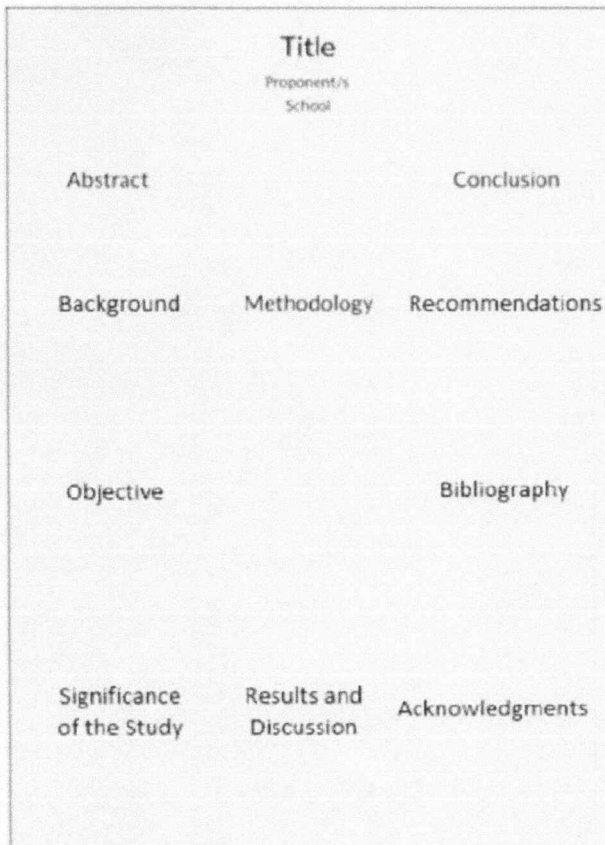 Title
Proponent/s
School
Abstract
Conclusion
Background
Methodology
Recommendations
Objective
Bibliography
Significance
of the Study
Results and
Discussion
Acknowledgments